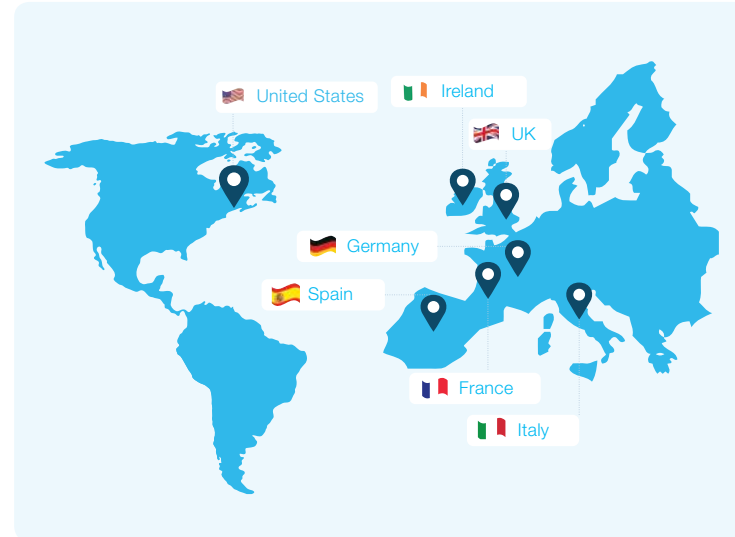 United States
Ireland
UK
Germany
Spain
France
Italy